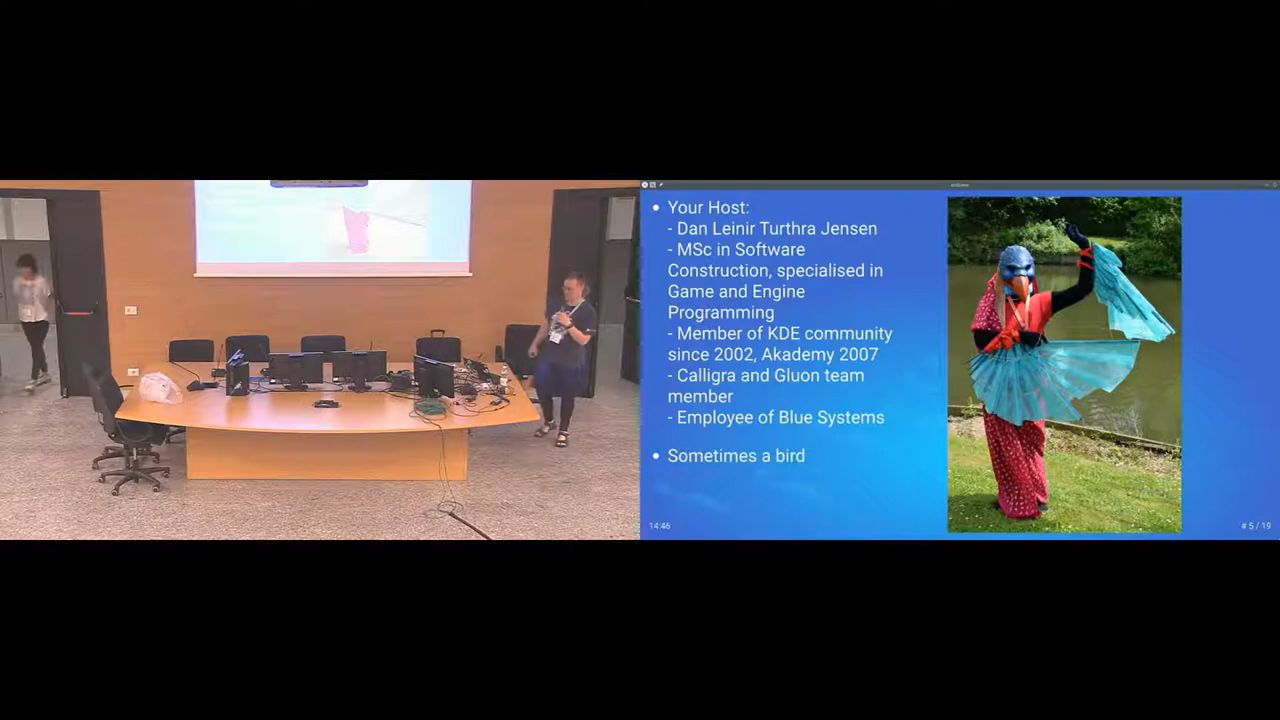 Your Host:
- Dan Leinir Turthra Jensen
- MSc in Software
Construction, specialised in
Game and Engine
Programming
- Member of KDE community
since 2002, Akademy 2007
- Calligra and Gluon team
member
- Employee of Blue Systems
Sometimes a bird
14:46
# 5 / 19